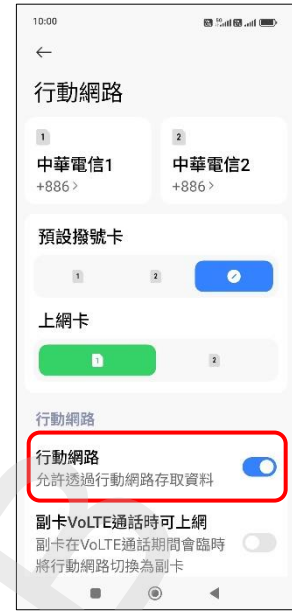 10:00
行動網路
1
2
中華電信1
中華電信2
+886 >
+886 >
預設撥號卡
1
2
上網卡
1
2
行動網路
行動網路
允許透過行動網路存取資料
副卡VoLTE通話時可上網
副卡在VoLTE通話期間會臨時
將行動網路切換為副卡